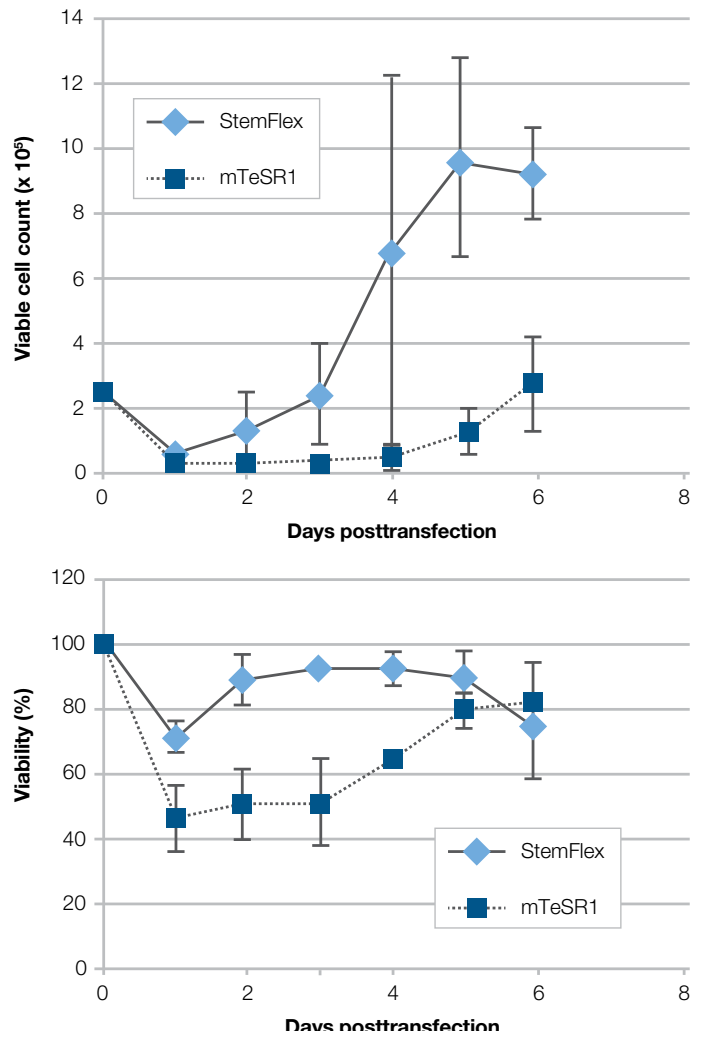 14
12
10
8
6
4
2
0
Viable cell count (x 10⁵)
StemFlex
mTeSR1
0 2 4 6 8
Days posttransfection
120
100
80
60
40
20
0
Viability (%)
StemFlex
mTeSR1
0 2 4 6 8
Days posttransfection